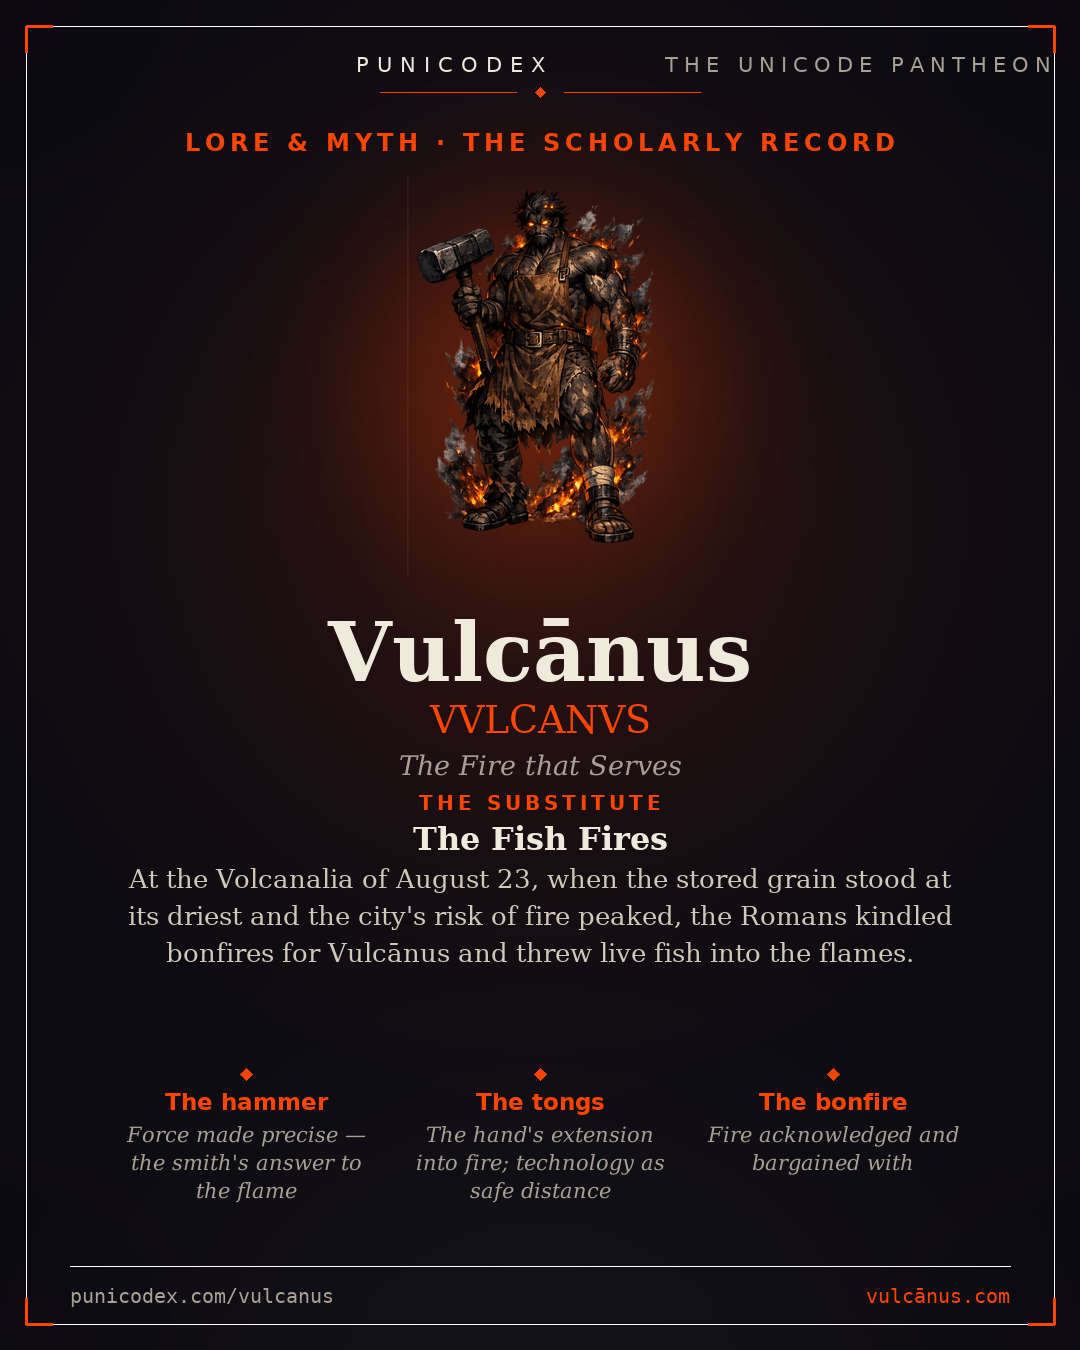 PUNICODEX THE UNICODE PANTHEON
LORE & MYTH · THE SCHOLARLY RECORD
Vulcānus
VVLCANVS
The Fire that Serves
THE SUBSTITUTE
The Fish Fires
At the Volcanalia of August 23, when the stored grain stood at
its driest and the city's risk of fire peaked, the Romans kindled
bonfires for Vulcānus and threw live fish into the flames.
The hammer
Force made precise —
the smith's answer to
the flame
The tongs
The hand's extension
into fire; technology as
safe distance
The bonfire
Fire acknowledged and
bargained with
punicodex.com/vulcanus
vulcānus.com